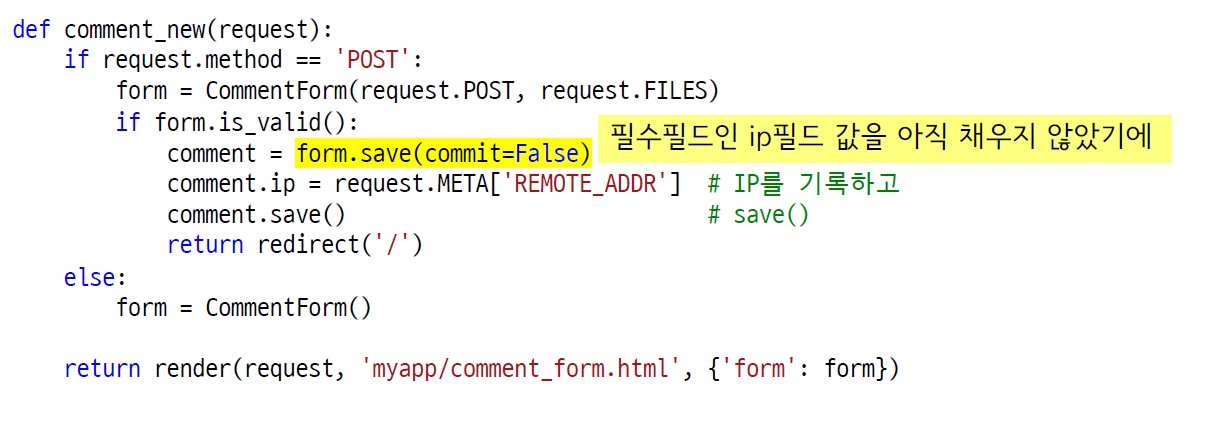 def comment_new(request):
    if request.method == 'POST':
        form = CommentForm(request.POST, request.FILES)
        if form.is_valid():
            comment = form.save(commit=False) 필수필드인 ip필드 값을 아직 채우지 않았기에
            comment.ip = request.META['REMOTE_ADDR']  # IP를 기록하고
            comment.save()                            # save()
            return redirect('/')
    else:
        form = CommentForm()

    return render(request, 'myapp/comment_form.html', {'form': form})